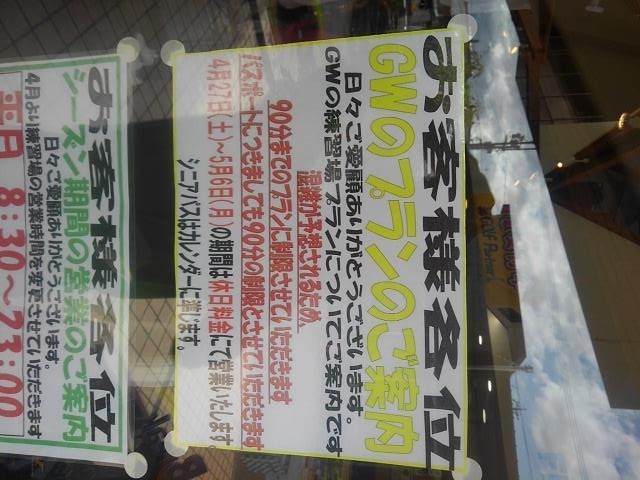 お客様各位
GWのプランのご案内
日々ご愛顧ありがとうございます。
GWの練習場プランについてご案内です
混雑が予想されるため
90分までのプランに制限させていただきます
パスポートにつきましても90分の制限とさせていただきます
4月27日(土)～5月6日(月)の期間は休日料金にて営業いたします。
シニアパスはカレンダーに準じます。
お客様各位
シーズン期間の営業のご案内
日々ご愛顧ありがとうございます。
4月より練習場の営業時間を変更させていただきます
平日 8:30～23:00